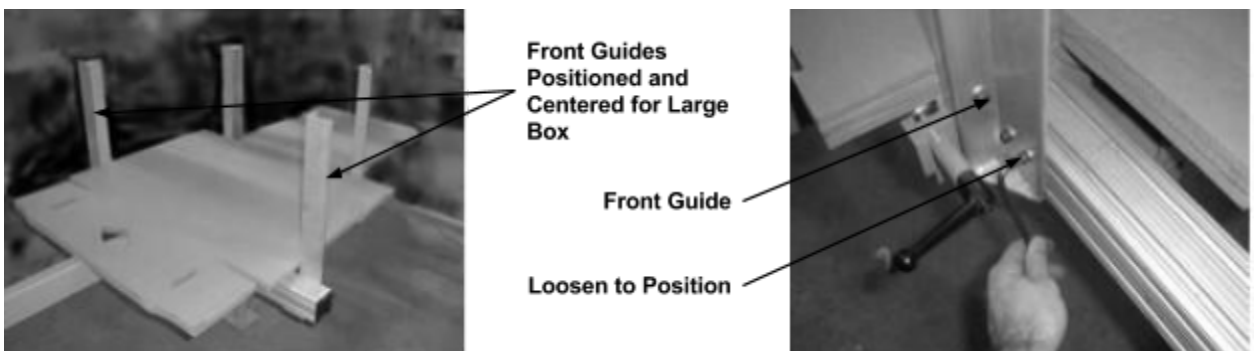 Front Guides
Positioned and
Centered for Large
Box
Front Guide
Loosen to Position